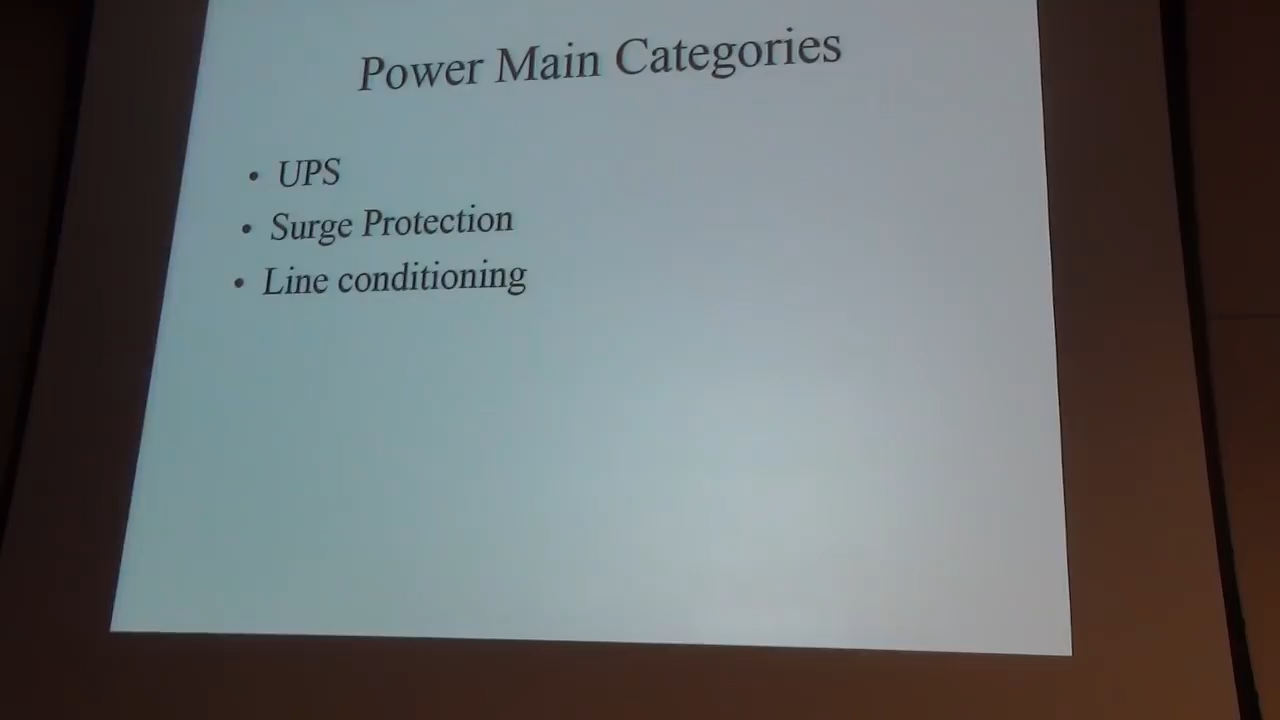 Power Main Categories
• UPS
• Surge Protection
• Line conditioning